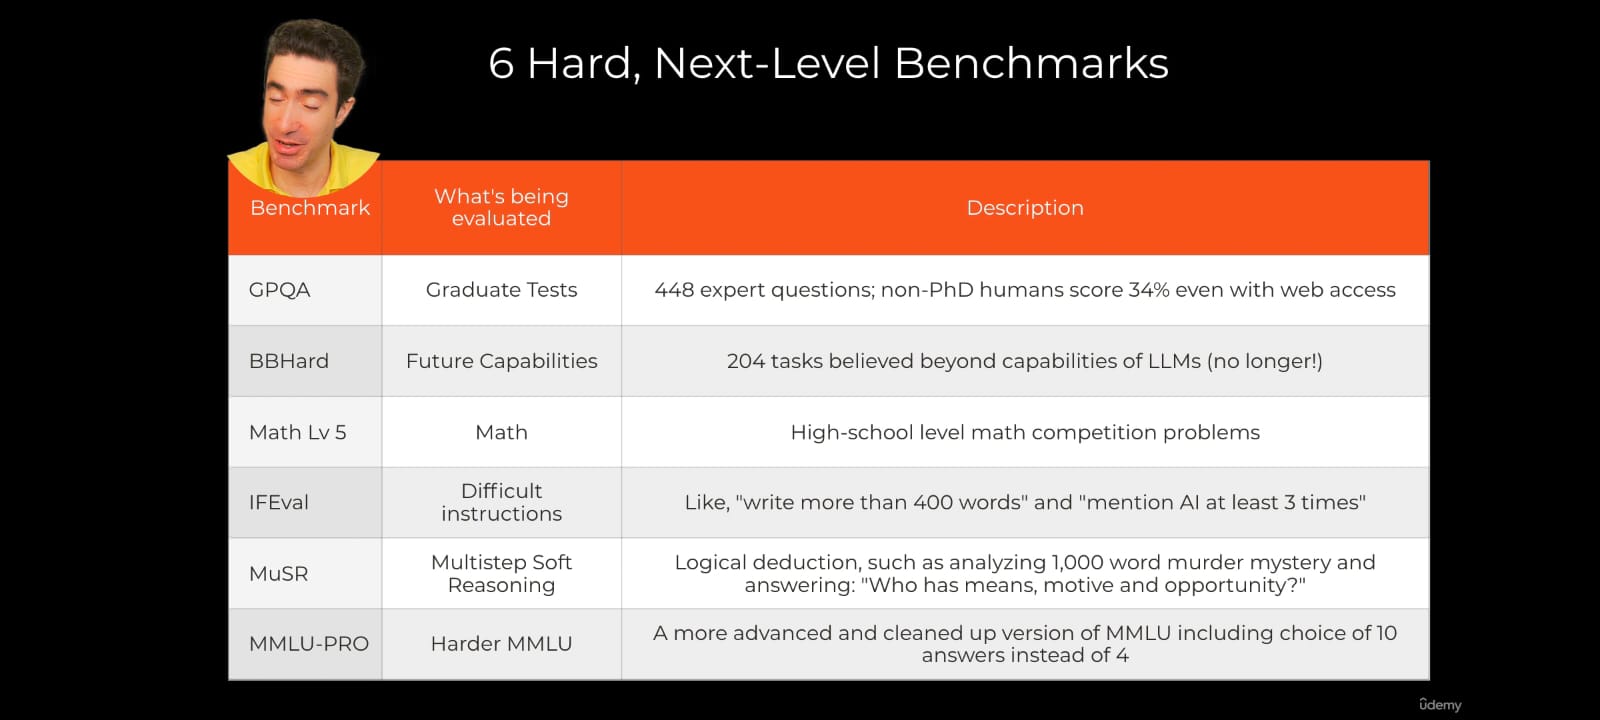 6 Hard, Next-Level Benchmarks
Benchmark
What's being
evaluated
Description
GPQA
Graduate Tests
448 expert questions; non-PhD humans score 34% even with web access
BBHard
Future Capabilities
204 tasks believed beyond capabilities of LLMs (no longer!)
Math Lv 5
Math
High-school level math competition problems
IFEval
Difficult
instructions
Like, "write more than 400 words" and "mention AI at least 3 times"
MuSR
Multistep Soft
Reasoning
Logical deduction, such as analyzing 1,000 word murder mystery and
answering: "Who has means, motive and opportunity?"
MMLU-PRO
Harder MMLU
A more advanced and cleaned up version of MMLU including choice of 10
answers instead of 4
ûdemy